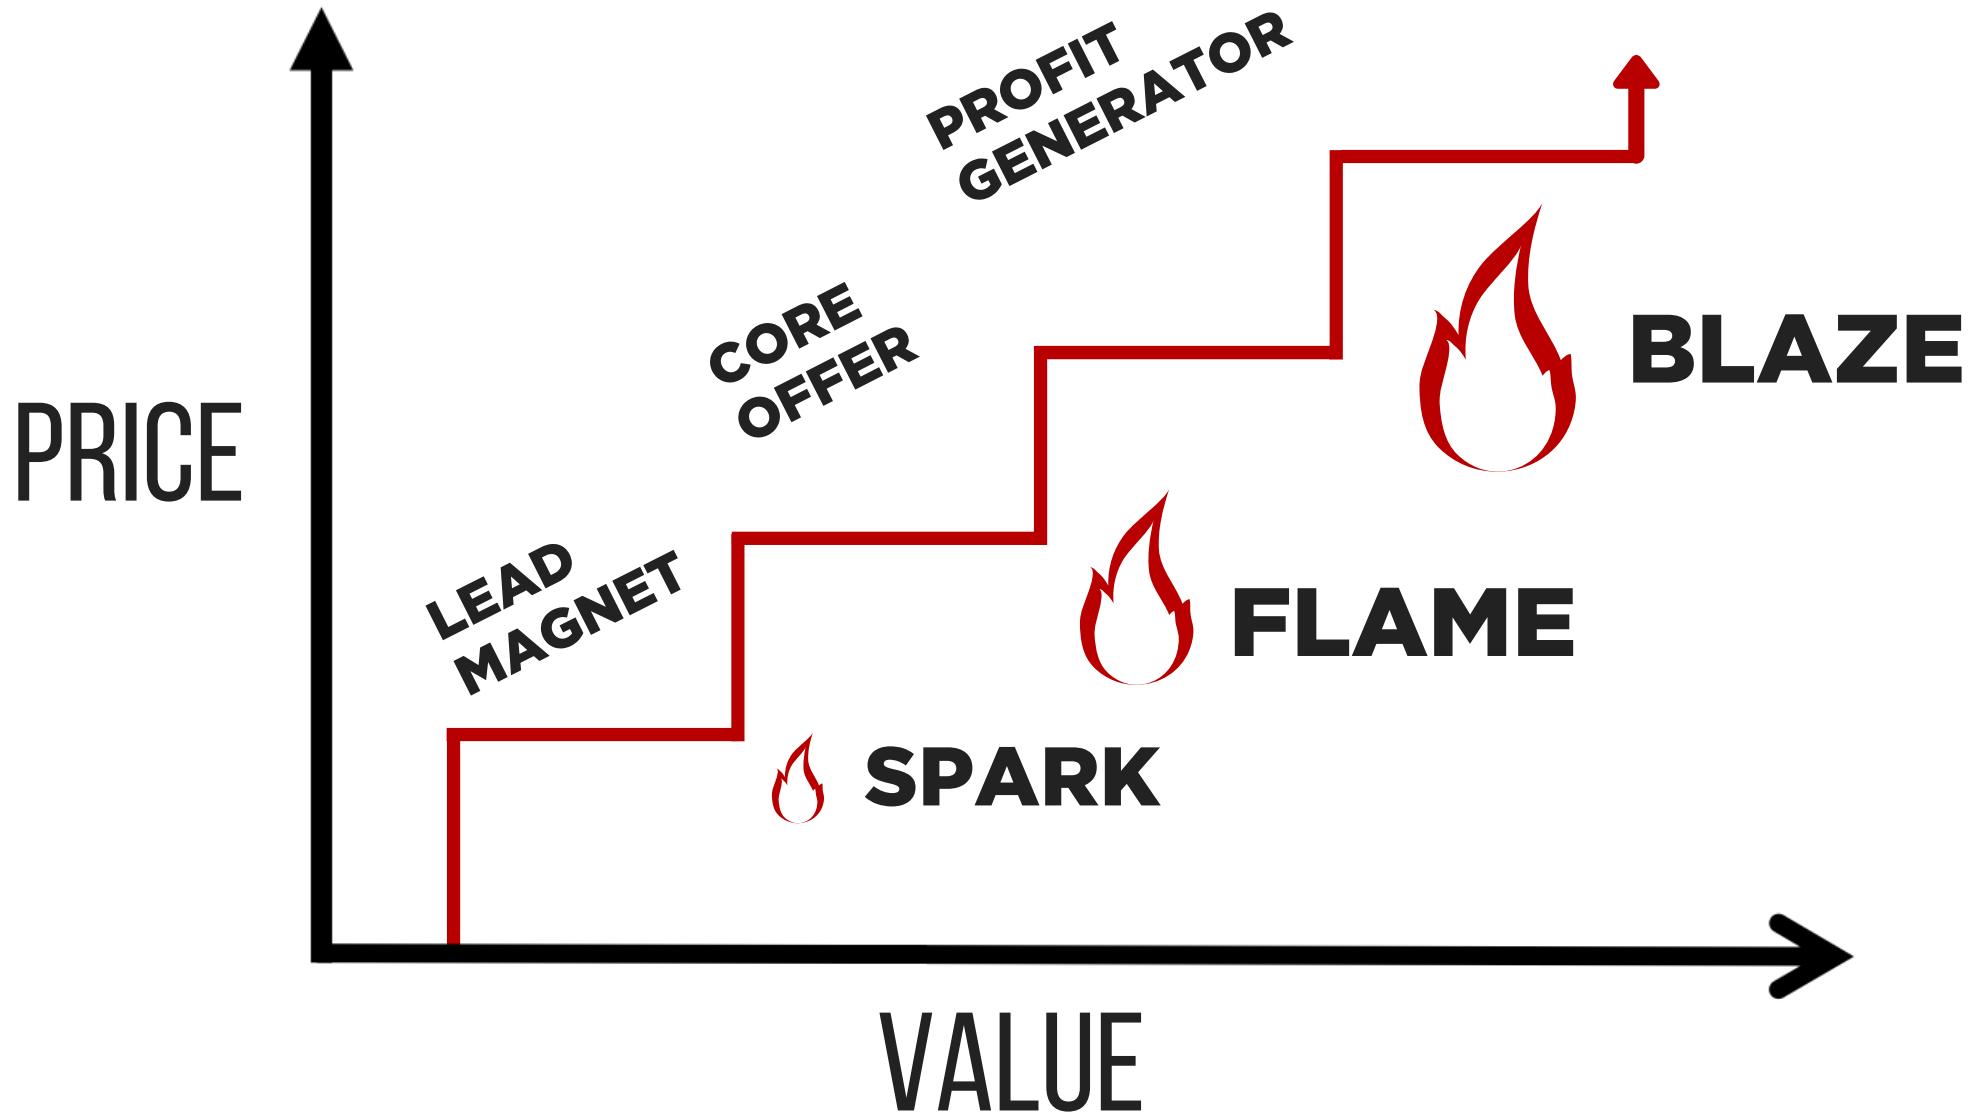 PROFIT
GENERATOR
CORE
OFFER
BLAZE
PRICE
LEAD
MAGNET
FLAME
SPARK
VALUE